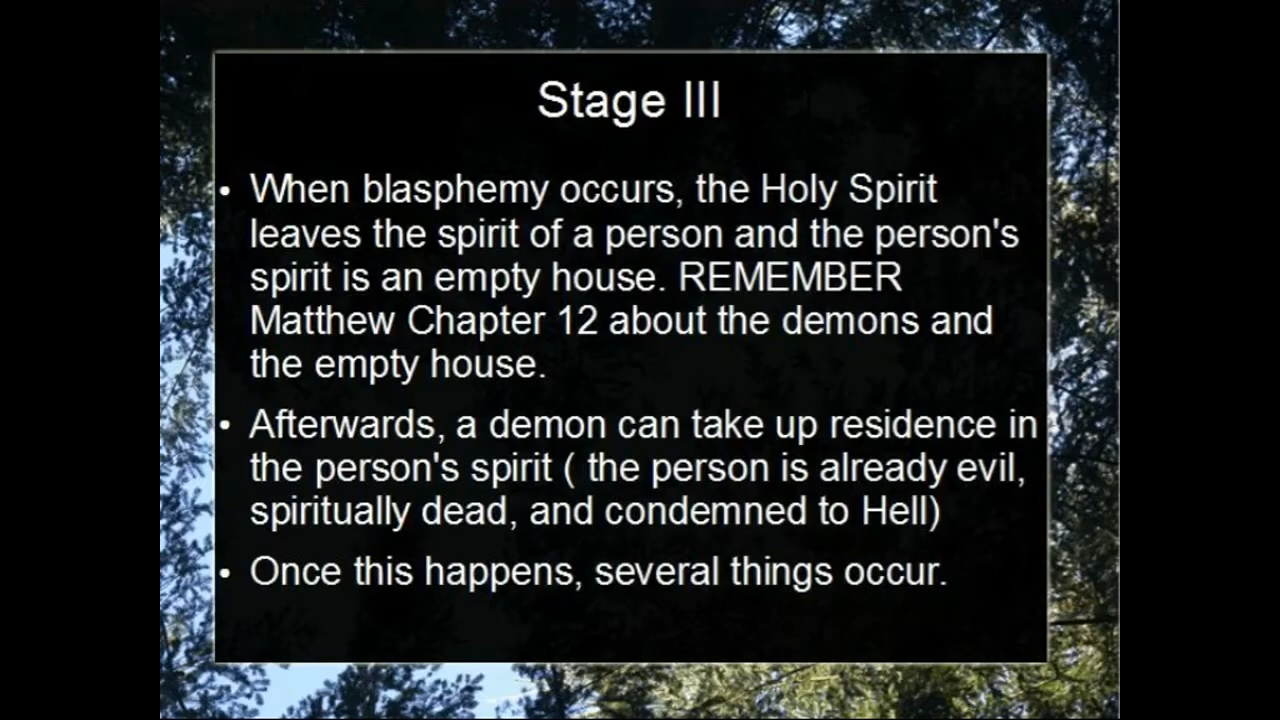 Stage III
• When blasphemy occurs, the Holy Spirit
leaves the spirit of a person and the person's
spirit is an empty house. REMEMBER
Matthew Chapter 12 about the demons and
the empty house.
• Afterwards, a demon can take up residence in
the person's spirit ( the person is already evil,
spiritually dead, and condemned to Hell)
• Once this happens, several things occur.